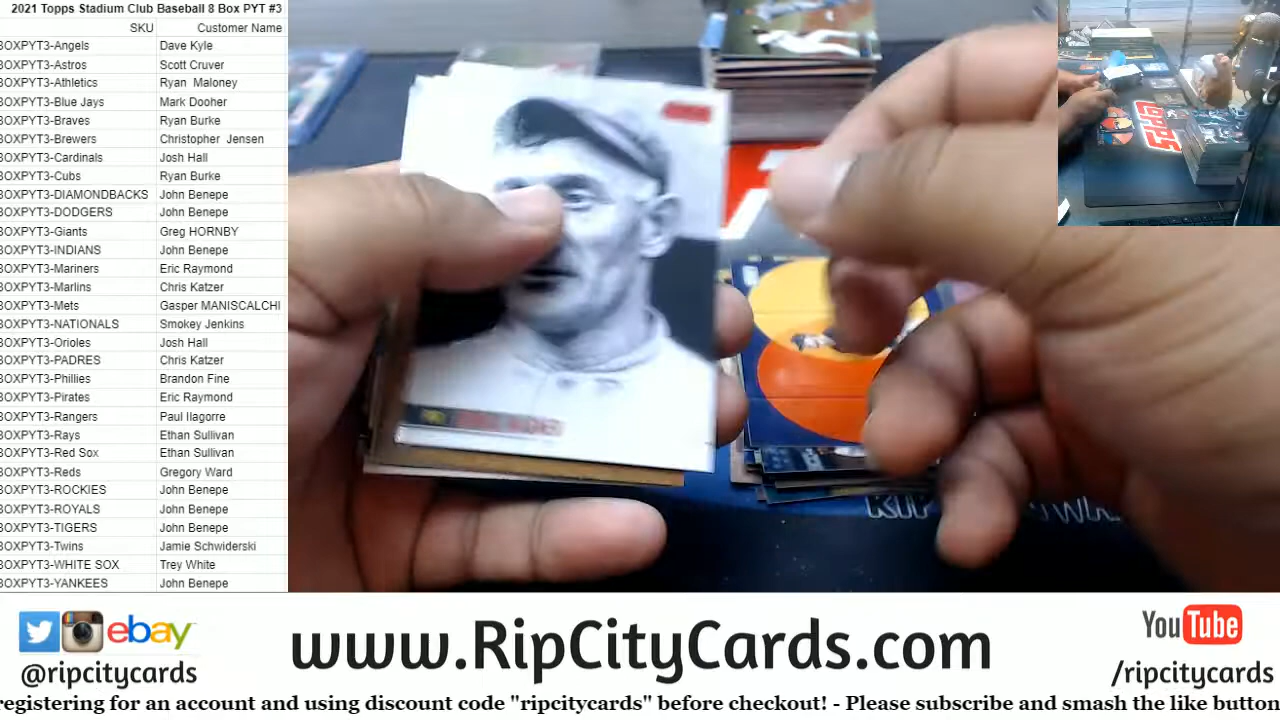 2021 Topps Stadium Club Baseball 8 Box PYT #3
SKU Customer Name
BOXPYT3-Angels Dave Kyle
BOXPYT3-Astros Scott Cruver
BOXPYT3-Athletics Ryan Maloney
BOXPYT3-Blue Jays Mark Dooher
BOXPYT3-Braves Ryan Burke
BOXPYT3-Brewers Christopher Jensen
BOXPYT3-Cardinals Josh Hall
BOXPYT3-Cubs Ryan Burke
BOXPYT3-DIAMONDBACKS John Benepe
BOXPYT3-DODGERS John Benepe
BOXPYT3-Giants Greg HORNBY
BOXPYT3-INDIANS John Benepe
BOXPYT3-Mariners Eric Raymond
BOXPYT3-Marlins Chris Katzer
BOXPYT3-Mets Gasper MANISCALCHI
BOXPYT3-NATIONALS Smokey Jenkins
BOXPYT3-Orioles Josh Hall
BOXPYT3-PADRES Chris Katzer
BOXPYT3-Phillies Brandon Fine
BOXPYT3-Pirates Eric Raymond
BOXPYT3-Rangers Paul Ilagorre
BOXPYT3-Rays Ethan Sullivan
BOXPYT3-Red Sox Ethan Sullivan
BOXPYT3-Reds Gregory Ward
BOXPYT3-ROCKIES John Benepe
BOXPYT3-ROYALS John Benepe
BOXPYT3-TIGERS John Benepe
BOXPYT3-Twins Jamie Schwiderski
BOXPYT3-WHITE SOX Trey White
BOXPYT3-YANKEES John Benepe
TOPPS
ebay
@ripcitycards
www.RipCityCards.com
YouTube
/ripcitycards
registering for an account and using discount code "ripcitycards" before checkout! - Please subscribe and smash the like button